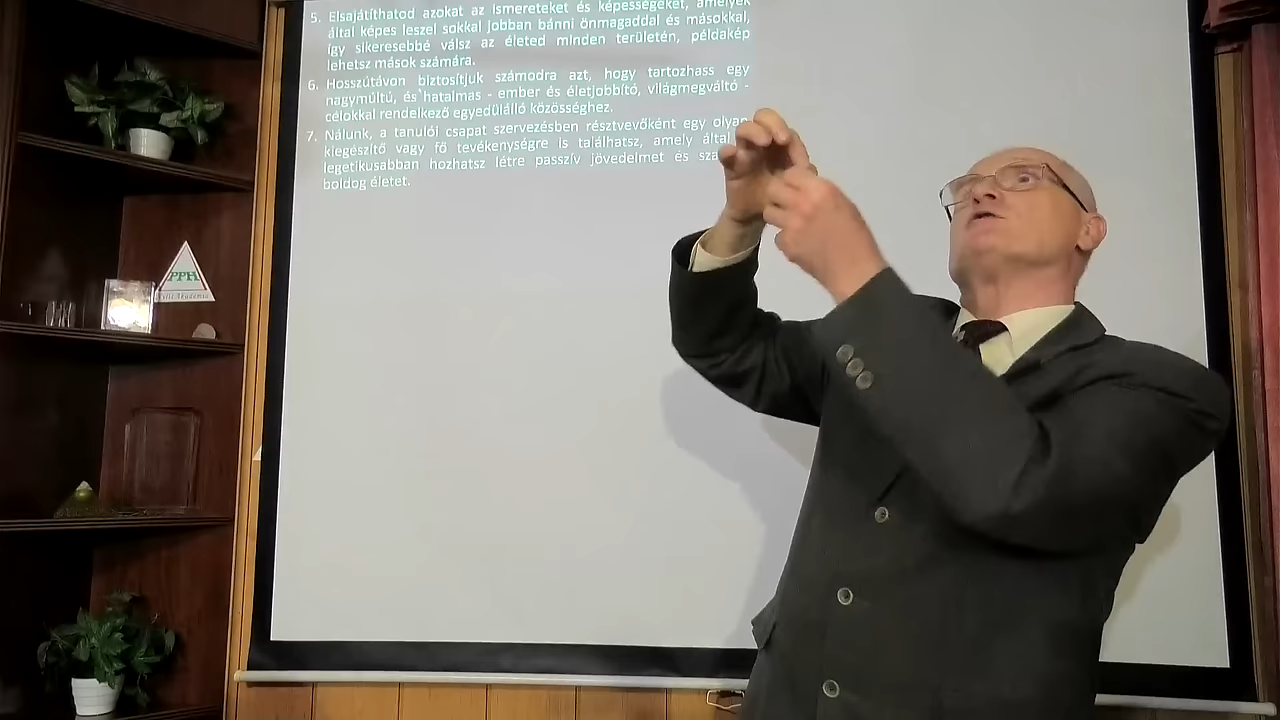 5. Elsajátíthatod azokat az ismereteket és képességeket, amelyek
által képes leszel sokkal jobban bánni önmagaddal és másokkal,
így sikeresebbé válsz az életed minden területén, példakép
lehetsz mások számára.
6. Hosszútávon biztosítjuk számodra azt, hogy tartozhass egy
nagymúltú, és hatalmas - ember és életjobbító, világmegváltó -
célokkal rendelkező egyedülálló közösséghez.
7. Nálunk, a tanulói csapat szervezésben résztvevőként egy olyan
kiegészítő vagy fő tevékenységre is találhatsz, amely által
legetikusabban hozhatsz létre passzív jövedelmet és
boldog életet.
PPH